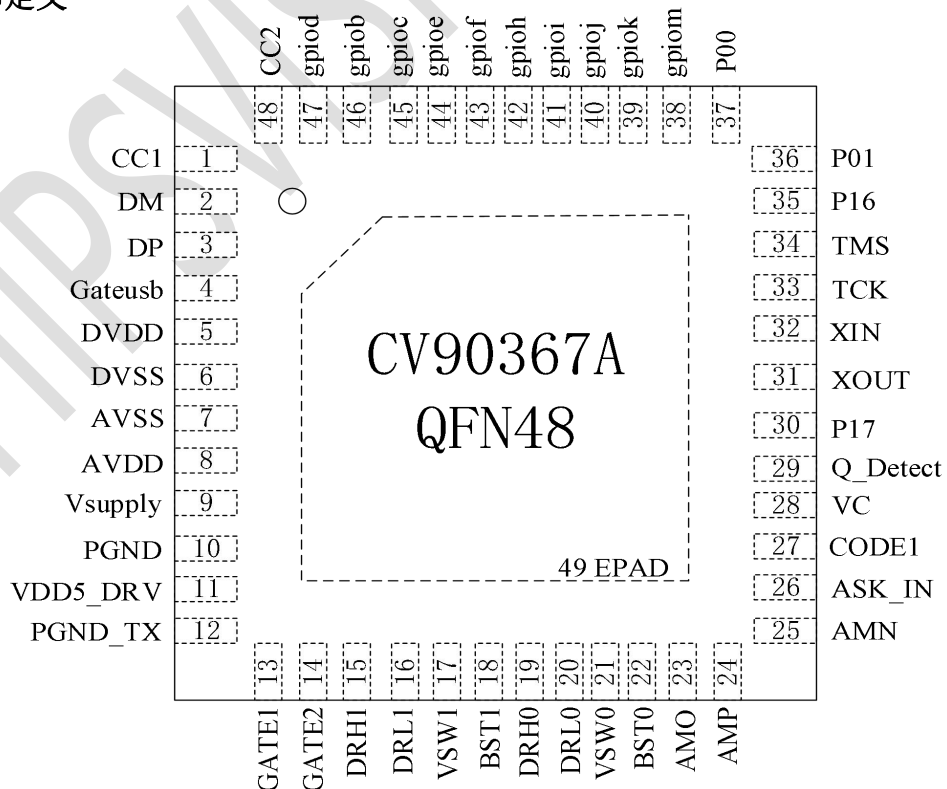 定义
CC2 gpiod gpiob gpioc gpioe gpiof gpioh gpioi gpioj gpiok gpiom P00
48 47 46 45 44 43 42 41 40 39 38 37
CC1 1 36 P01
DM 2 35 P16
DP 3 34 TMS
Gateusb 4 33 TCK
DVDD 5 32 XIN
DVSS 6 31 XOUT
AVSS 7 30 P17
AVDD 8 29 Q_Detect
Vsupply 9 28 VC
PGND 10 27 CODE1
VDD5_DRV 11 26 ASK_IN
PGND_TX 12 25 AMN
CV90367A
QFN48
49 EPAD
13 14 15 16 17 18 19 20 21 22 23 24
GATE1 GATE2 DRH1 DRL1 VSW1 BST1 DRH0 DRL0 VSW0 BST0 AMO AMP